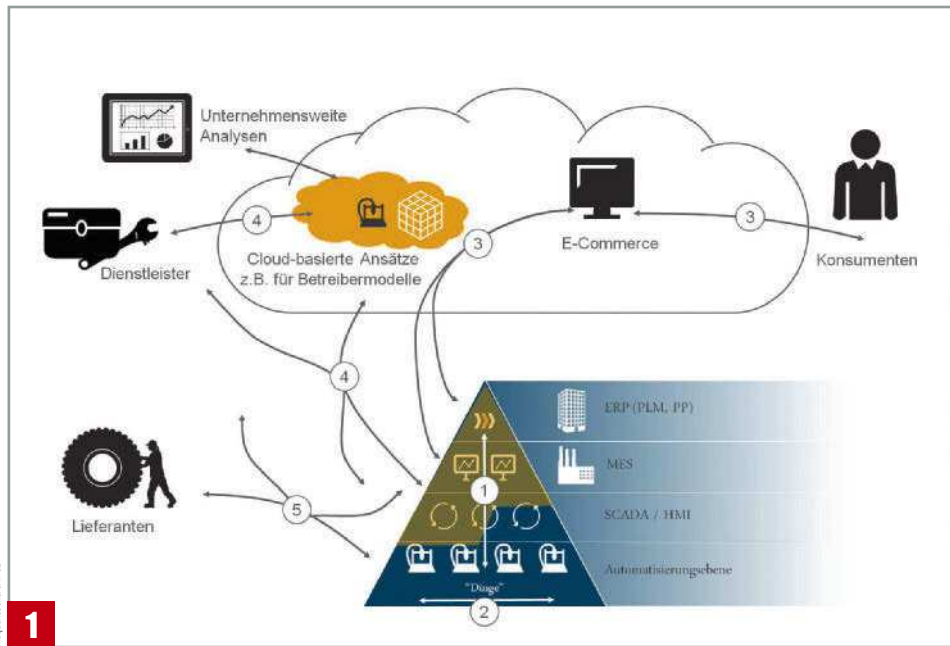 Unternehmensweite
Analysen
4
Dienstleister
Cloud-basierte Ansätze
z.B. für Betreibermodelle
3
E-Commerce
3
Konsumenten
4
ERP (PLM, PP)
MES
1
Lieferanten
5
SCADA / HMI
Automatisierungsebene
"Dinge"
2
1